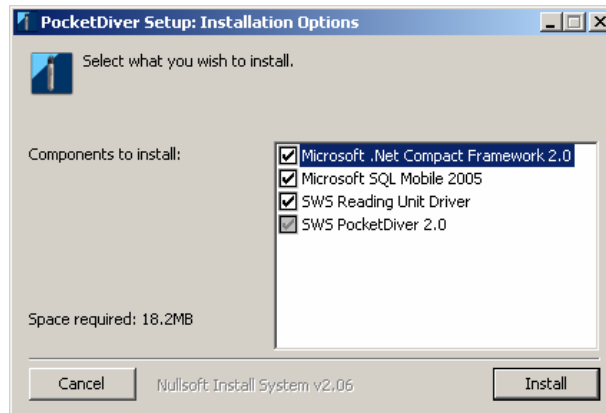 PocketDiver Setup: Installation Options
Select what you wish to install.
Components to install:
Microsoft .Net Compact Framework 2.0
Microsoft SQL Mobile 2005
SWS Reading Unit Driver
SWS PocketDiver 2.0
Space required: 18.2MB
Cancel
Nullsoft Install System v2.06
Install